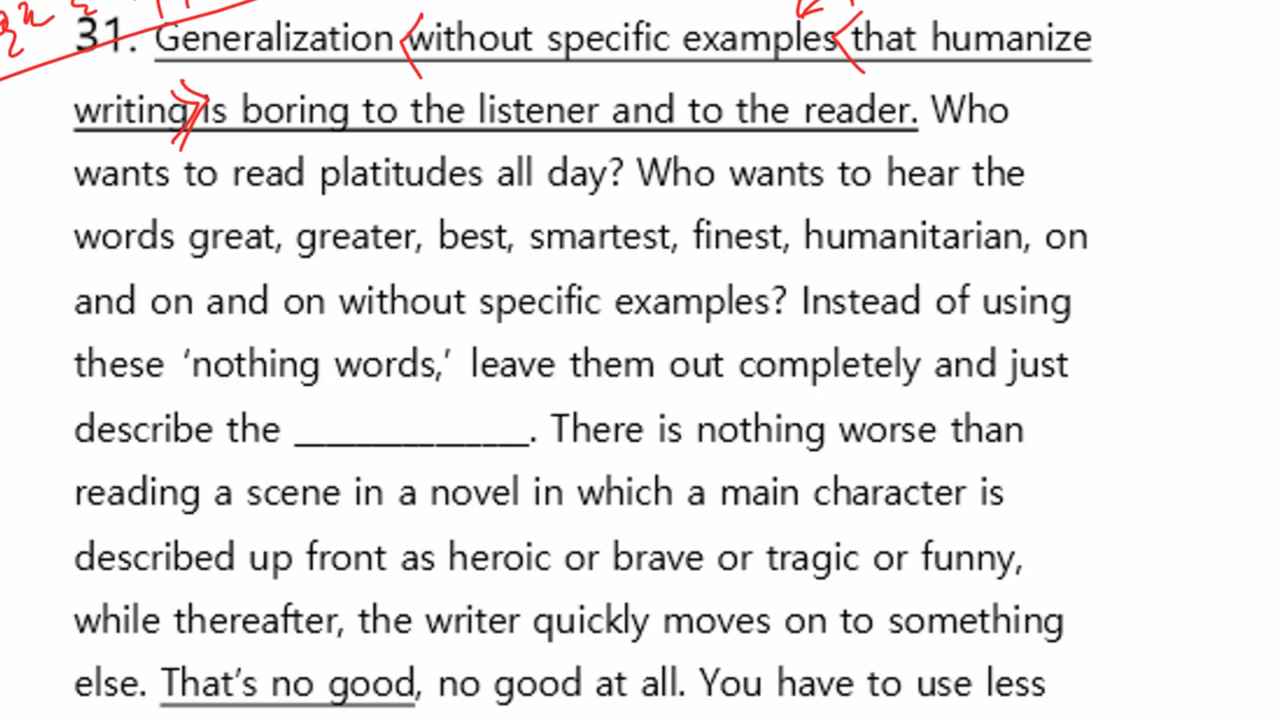 31. Generalization without specific examples that humanize
writing is boring to the listener and to the reader. Who
wants to read platitudes all day? Who wants to hear the
words great, greater, best, smartest, finest, humanitarian, on
and on and on without specific examples? Instead of using
these ‘nothing words,’ leave them out completely and just
describe the ____________. There is nothing worse than
reading a scene in a novel in which a main character is
described up front as heroic or brave or tragic or funny,
while thereafter, the writer quickly moves on to something
else. That’s no good, no good at all. You have to use less